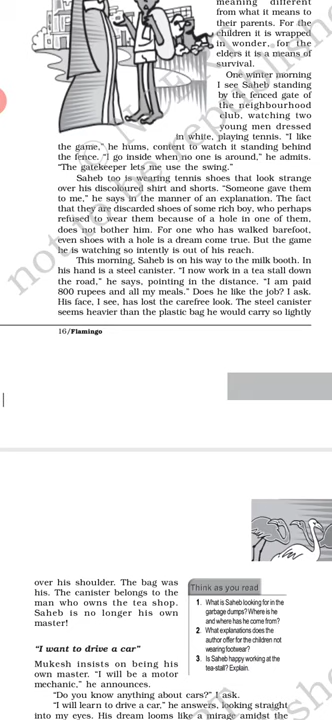 meaning different
from what it means to
their parents. For the
children it is wrapped
in wonder, for the
elders it is a means of
survival.
One winter morning
I see Saheb standing
by the fenced gate of
the neighbourhood
club, watching two
young men dressed
in white, playing tennis. “I like
the game,” he hums, content to watch it standing behind
the fence. “I go inside when no one is around,” he admits.
“The gatekeeper lets me use the swing.”
Saheb too is wearing tennis shoes that look strange
over his discoloured shirt and shorts. “Someone gave them
to me,” he says in the manner of an explanation. The fact
that they are discarded shoes of some rich boy, who perhaps
refused to wear them because of a hole in one of them,
does not bother him. For one who has walked barefoot,
even shoes with a hole is a dream come true. But the game
he is watching so intently is out of his reach.
This morning, Saheb is on his way to the milk booth. In
his hand is a steel canister. “I now work in a tea stall down
the road,” he says, pointing in the distance. “I am paid
800 rupees and all my meals.” Does he like the job? I ask.
His face, I see, has lost the carefree look. The steel canister
seems heavier than the plastic bag he would carry so lightly
16/Flamingo
over his shoulder. The bag was
his. The canister belongs to the
man who owns the tea shop.
Saheb is no longer his own
master!
Think as you read
1. What is Saheb looking for in the
garbage dumps? Where is he
and where has he come from?
2. What explanations does the
author offer for the children not
wearing footwear?
3. Is Saheb happy working at the
tea-stall? Explain.
“I want to drive a car”
Mukesh insists on being his
own master. “I will be a motor
mechanic,” he announces.
“Do you know anything about cars?” I ask.
“I will learn to drive a car,” he answers, looking straight
into my eyes. His dream looms like a mirage amidst the